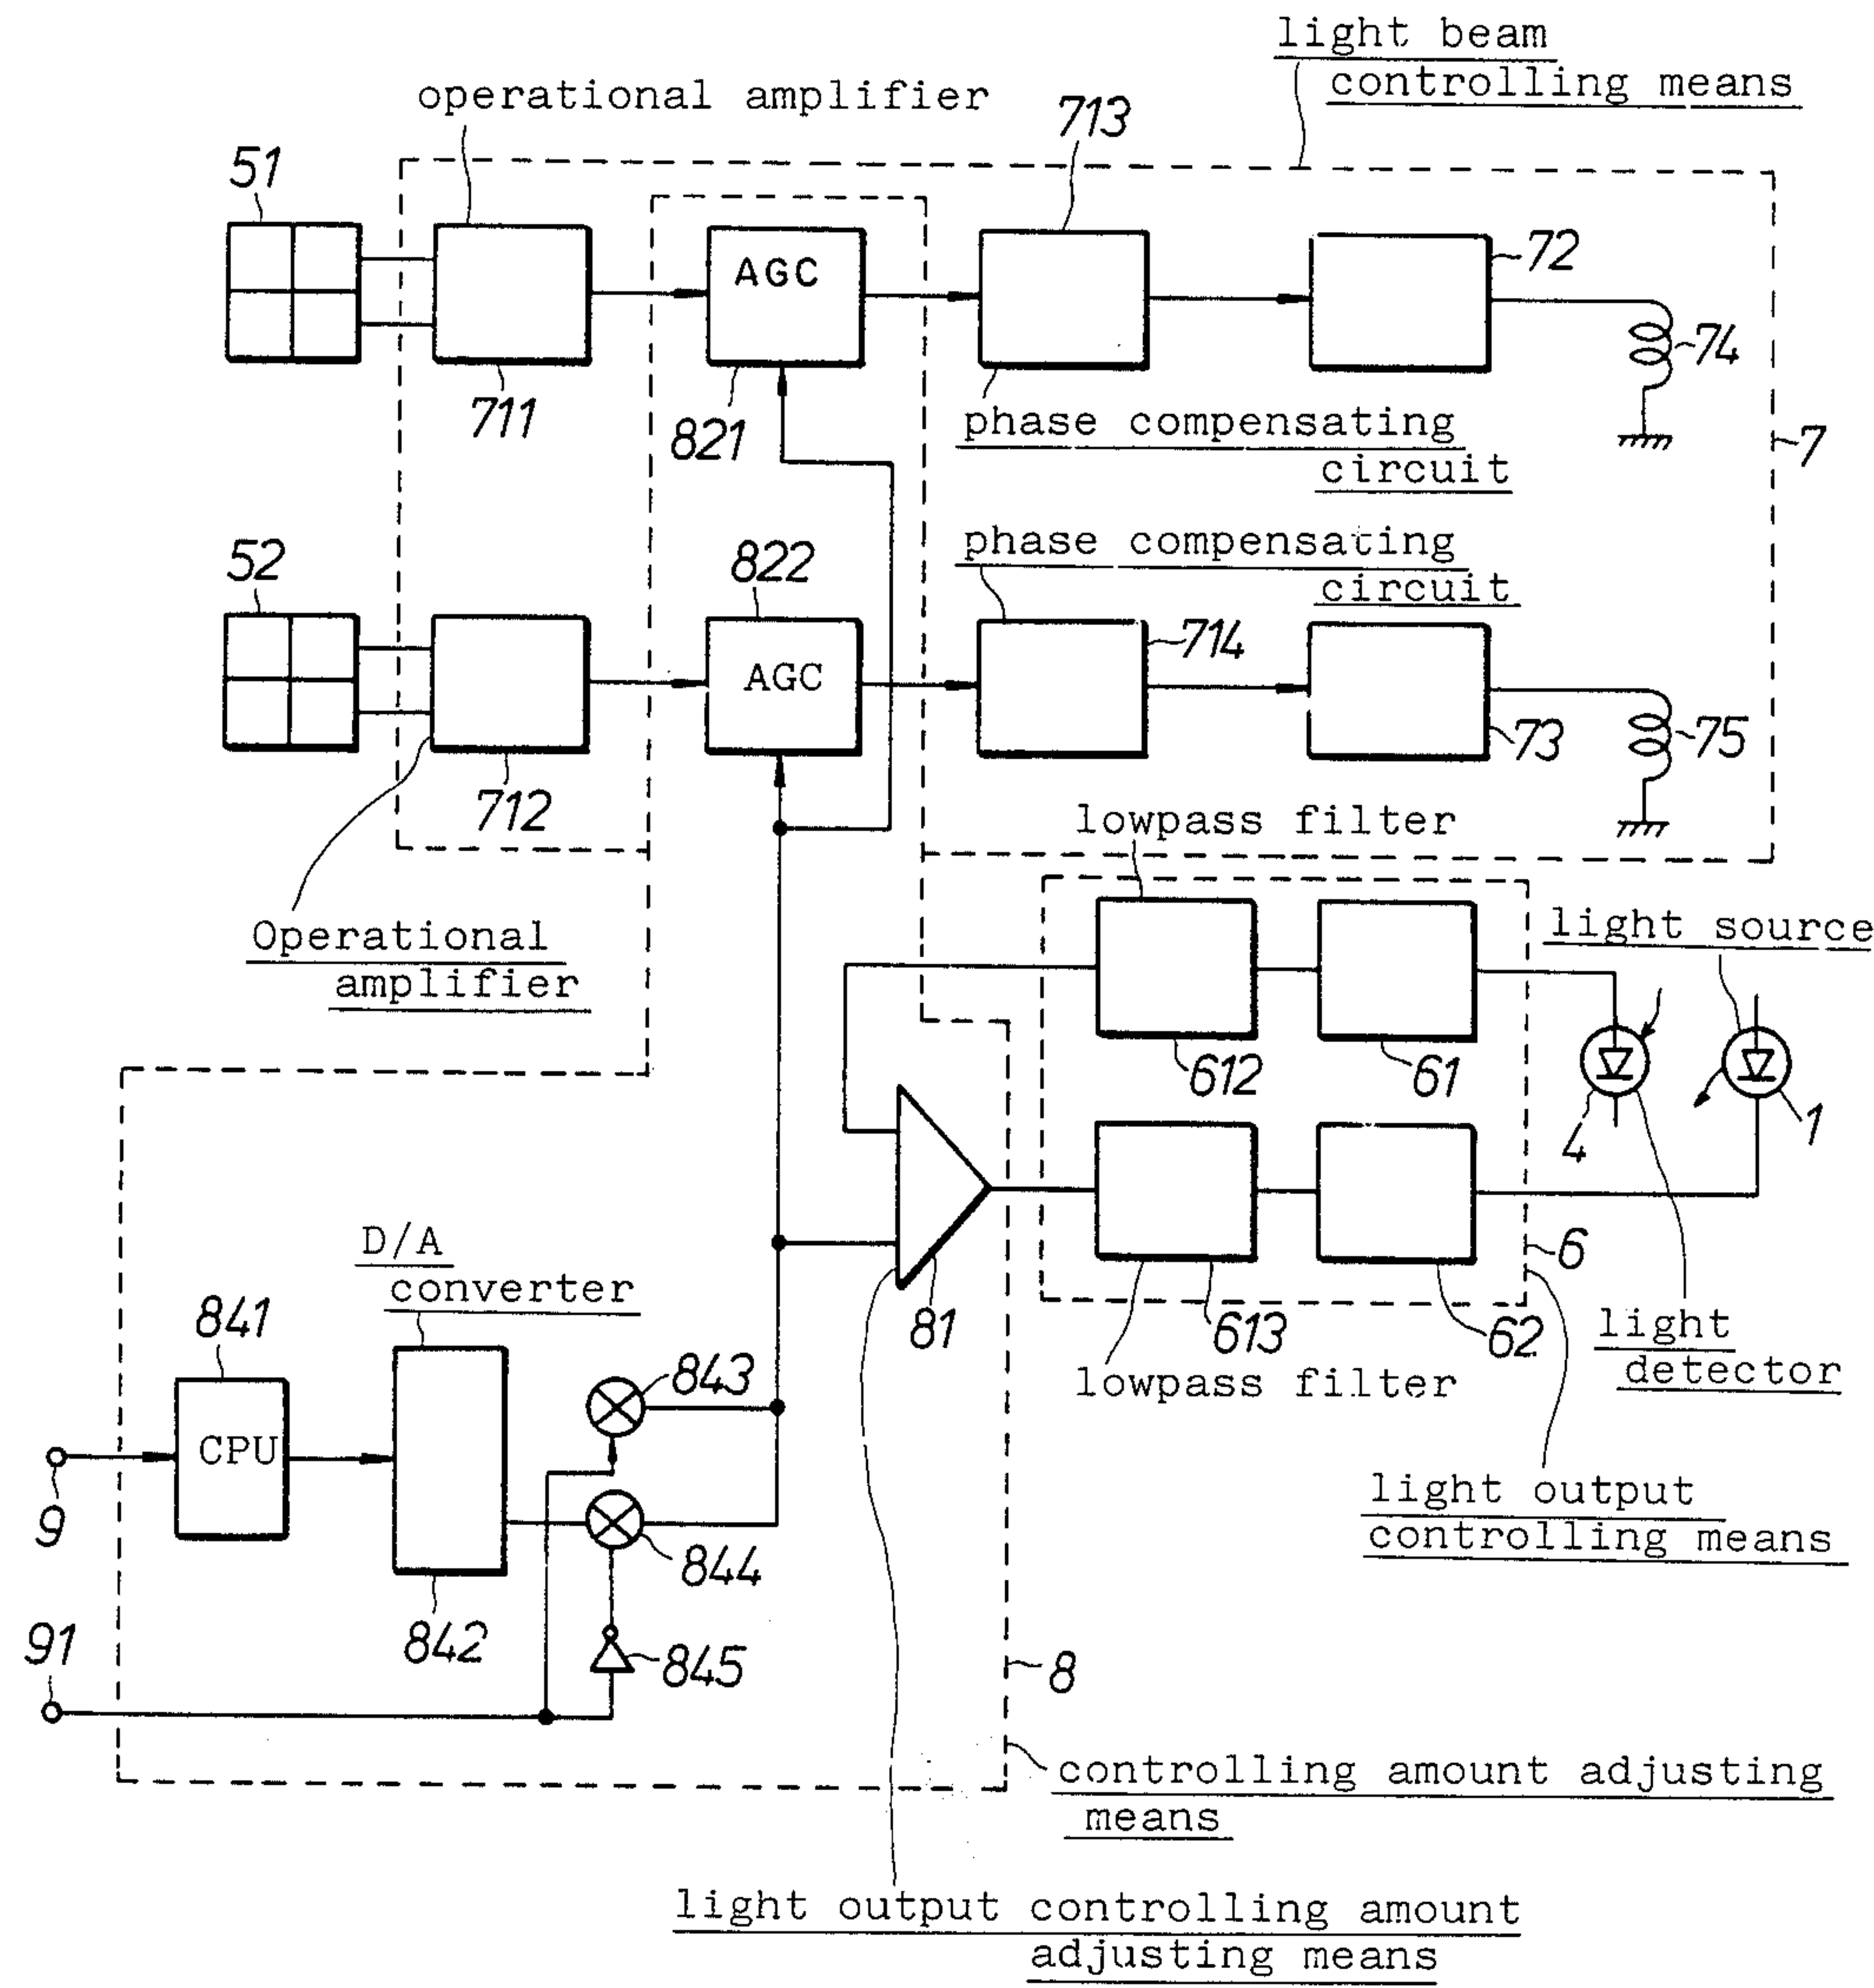 light beam
controlling means
operational amplifier
713
51
AGC
72
74
711
821
phase compensating
circuit
7
52
822
phase compensating
circuit
AGC
714
73
75
712
lowpass filter
Operational
amplifier
light source
612
61
4
1
D/A
converter
81
613
62
6
light
detector
lowpass filter
841
843
CPU
9
844
light output
controlling means
842
91
845
8
controlling amount adjusting
means
light output controlling amount
adjusting means